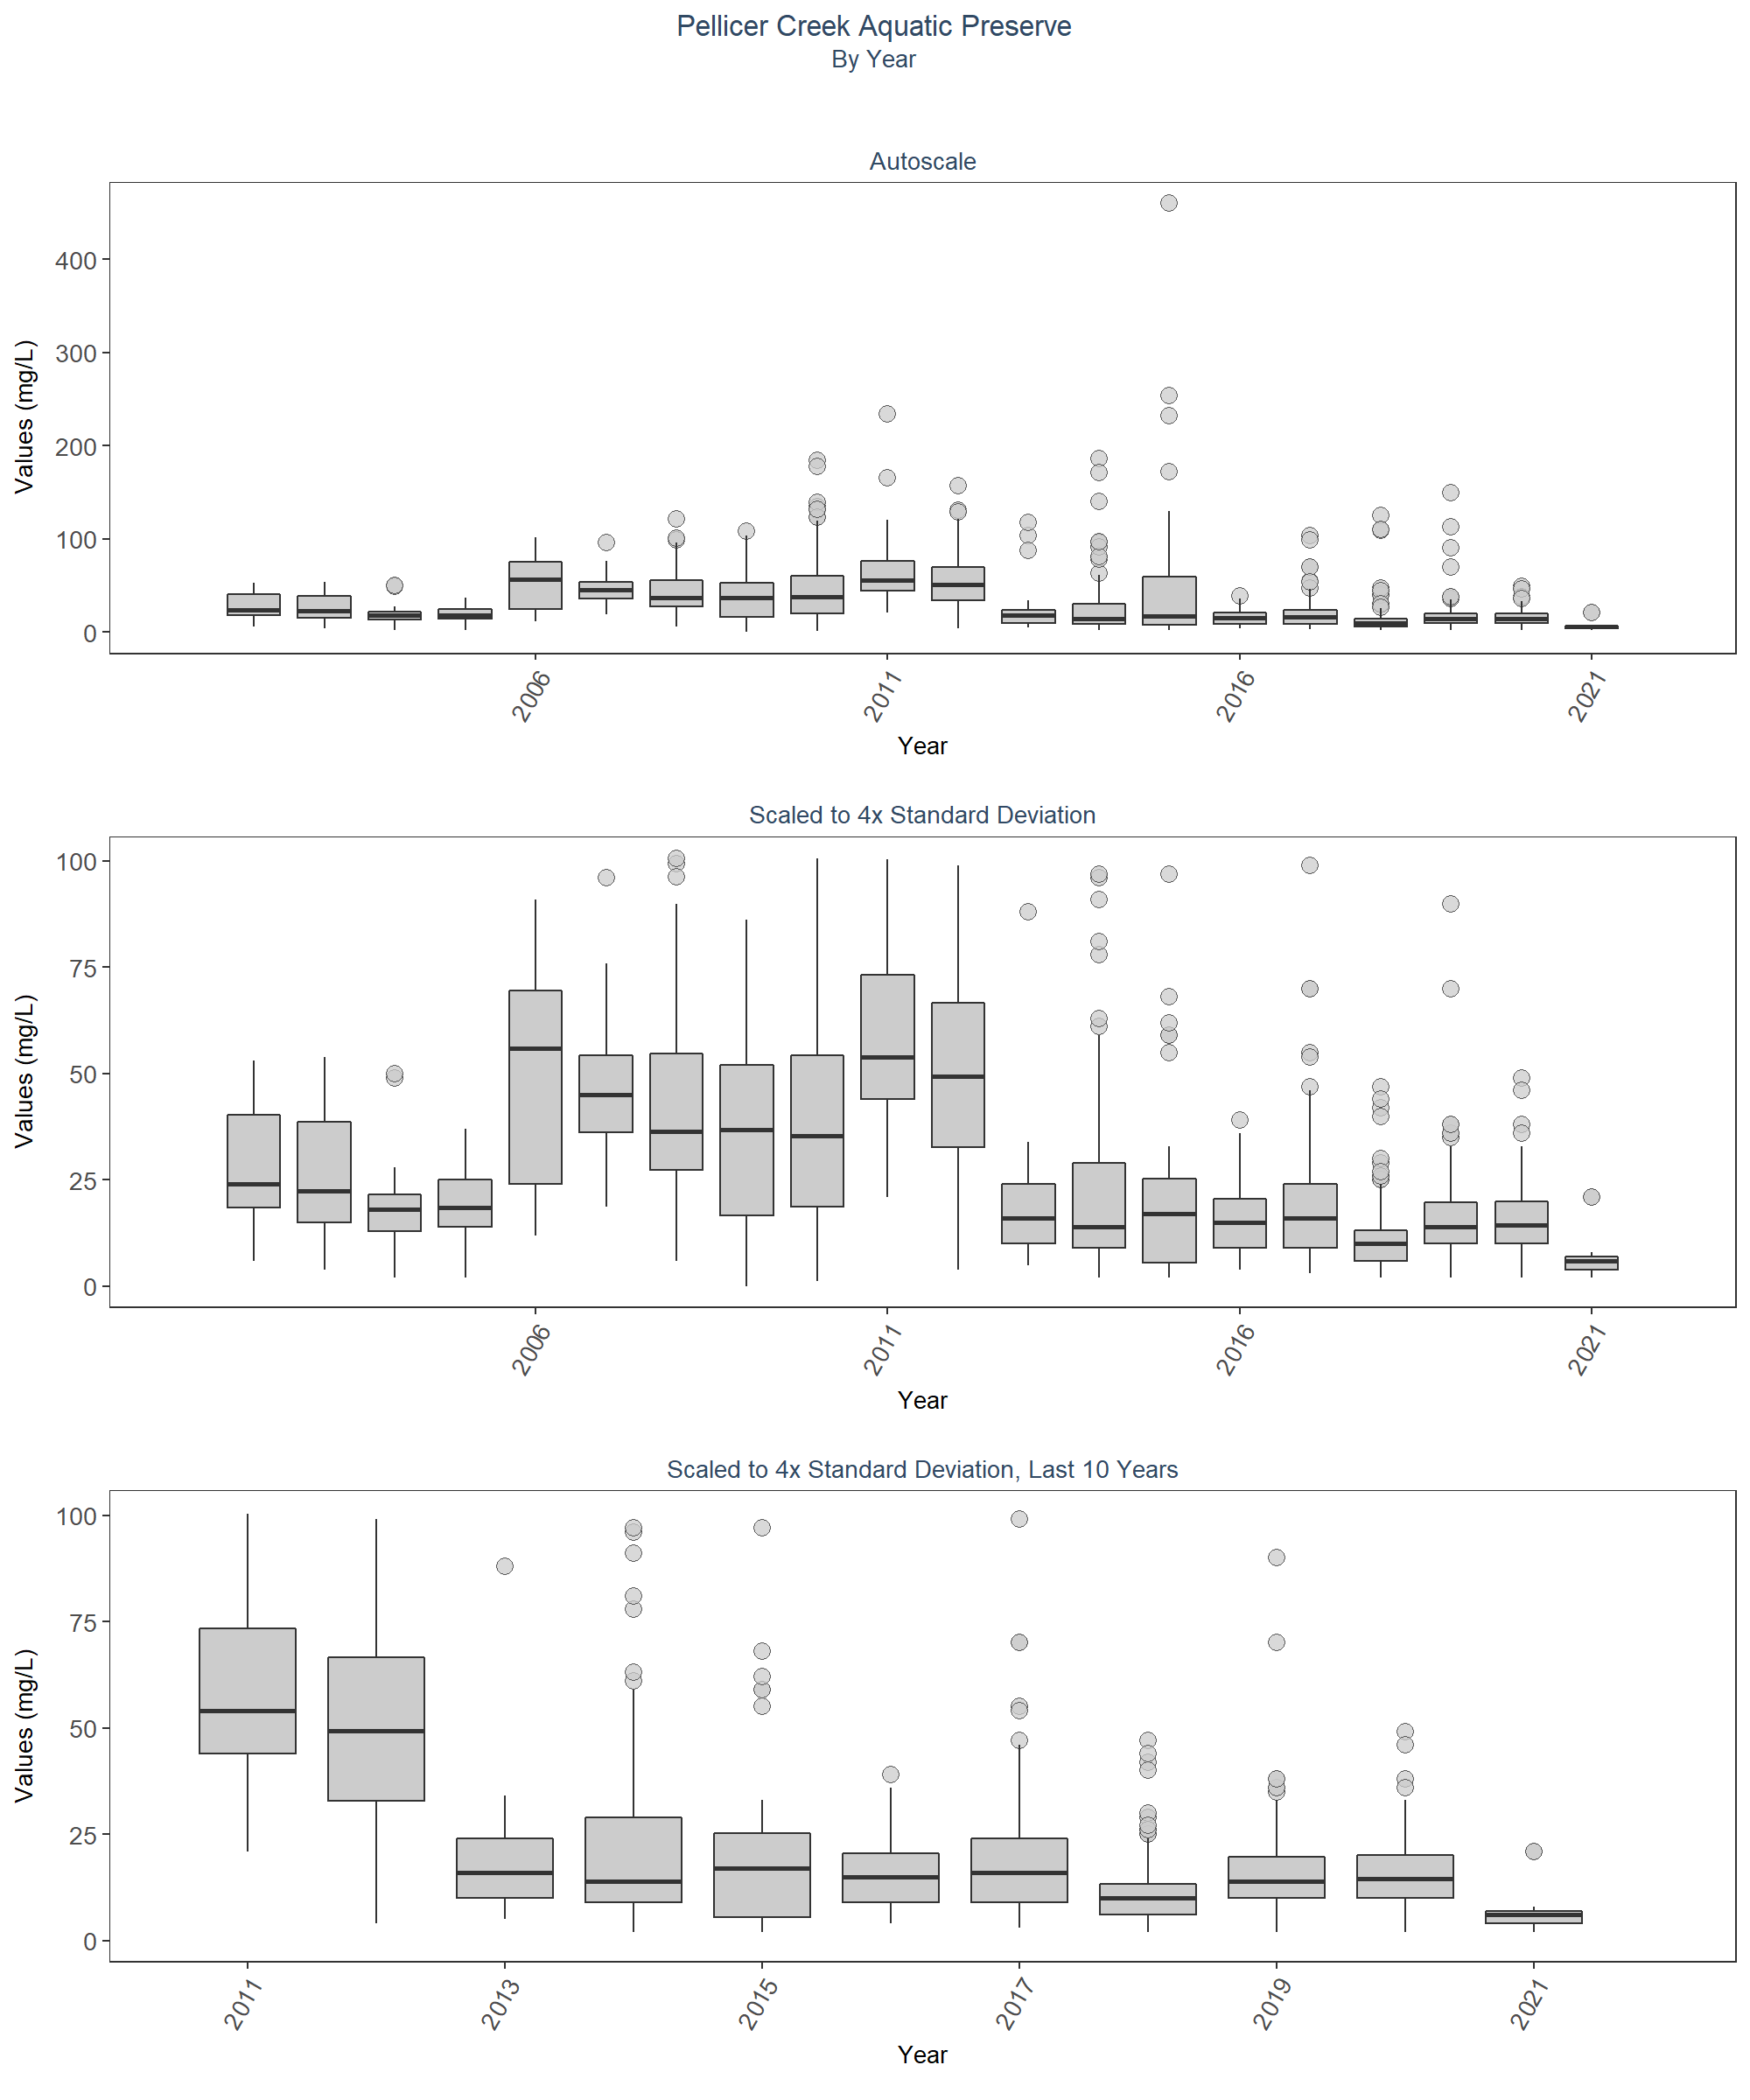 Pellicer Creek Aquatic Preserve
By Year
Autoscale
Values (mg/L)
400
300
200
100
0
2006
2011
2016
2021
Year
Scaled to 4x Standard Deviation
Values (mg/L)
100
75
50
25
0
2006
2011
2016
2021
Year
Scaled to 4x Standard Deviation, Last 10 Years
Values (mg/L)
100
75
50
25
0
2011
2013
2015
2017
2019
2021
Year